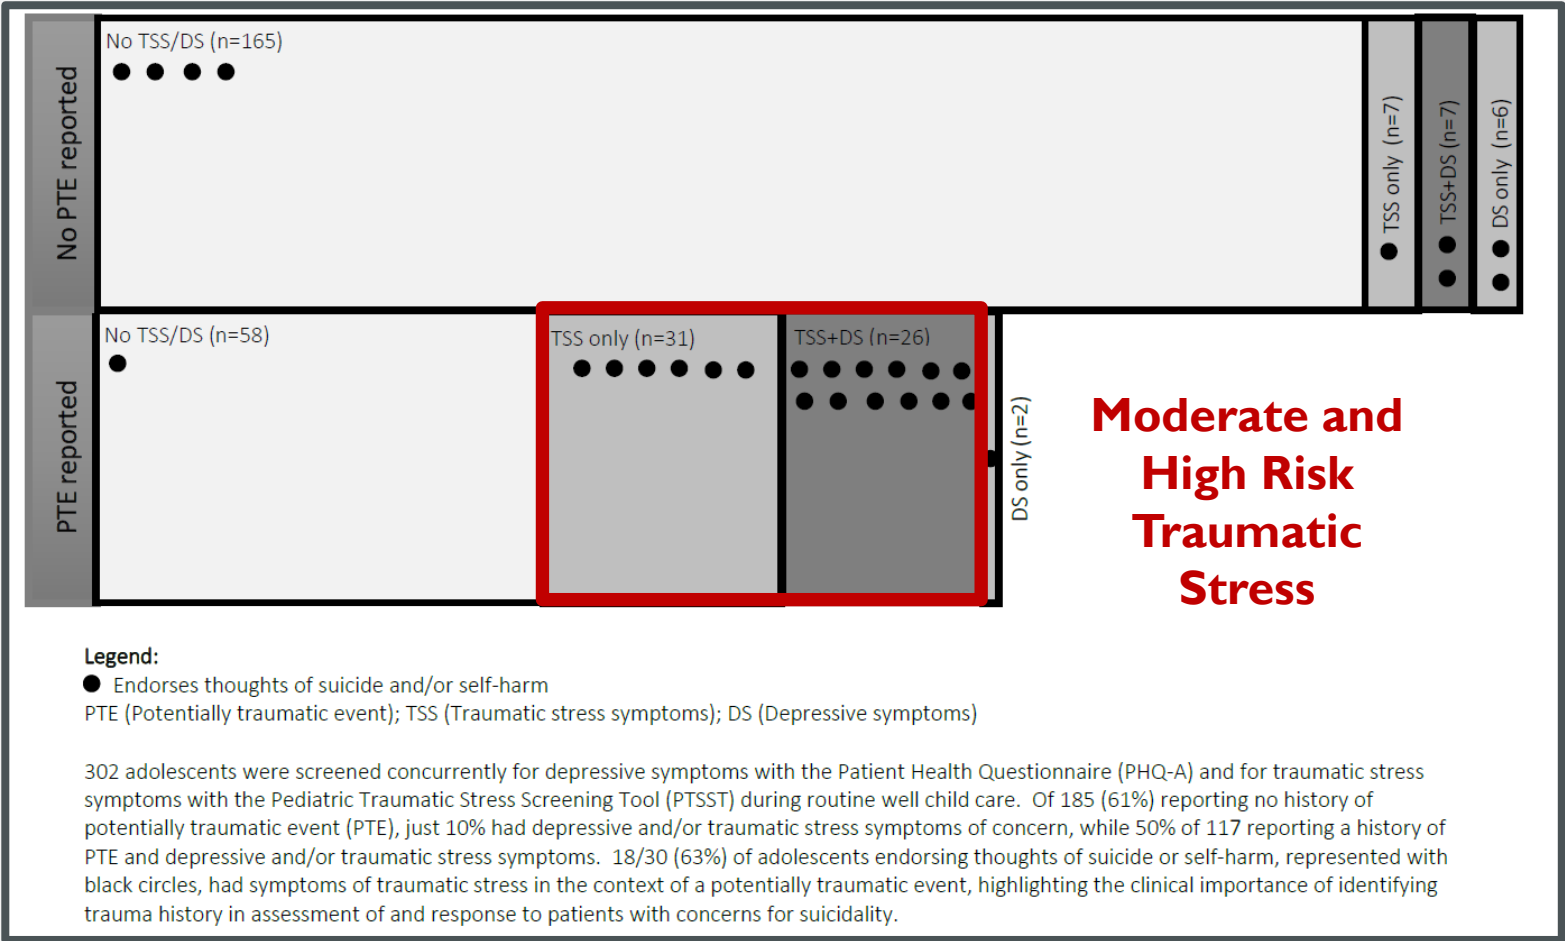 No PTE reported
No TSS/DS (n=165)
TSS only (n=7)
TSS+DS (n=7)
DS only (n=6)
PTE reported
No TSS/DS (n=58)
TSS only (n=31)
TSS+DS (n=26)
DS only (n=2)
Moderate and
High Risk
Traumatic
Stress
Legend:
Endorses thoughts of suicide and/or self-harm
PTE (Potentially traumatic event); TSS (Traumatic stress symptoms); DS (Depressive symptoms)
302 adolescents were screened concurrently for depressive symptoms with the Patient Health Questionnaire (PHQ-A) and for traumatic stress
symptoms with the Pediatric Traumatic Stress Screening Tool (PTSST) during routine well child care.  Of 185 (61%) reporting no history of
potentially traumatic event (PTE), just 10% had depressive and/or traumatic stress symptoms of concern, while 50% of 117 reporting a history of
PTE and depressive and/or traumatic stress symptoms.  18/30 (63%) of adolescents endorsing thoughts of suicide or self-harm, represented with
black circles, had symptoms of traumatic stress in the context of a potentially traumatic event, highlighting the clinical importance of identifying
trauma history in assessment of and response to patients with concerns for suicidality.